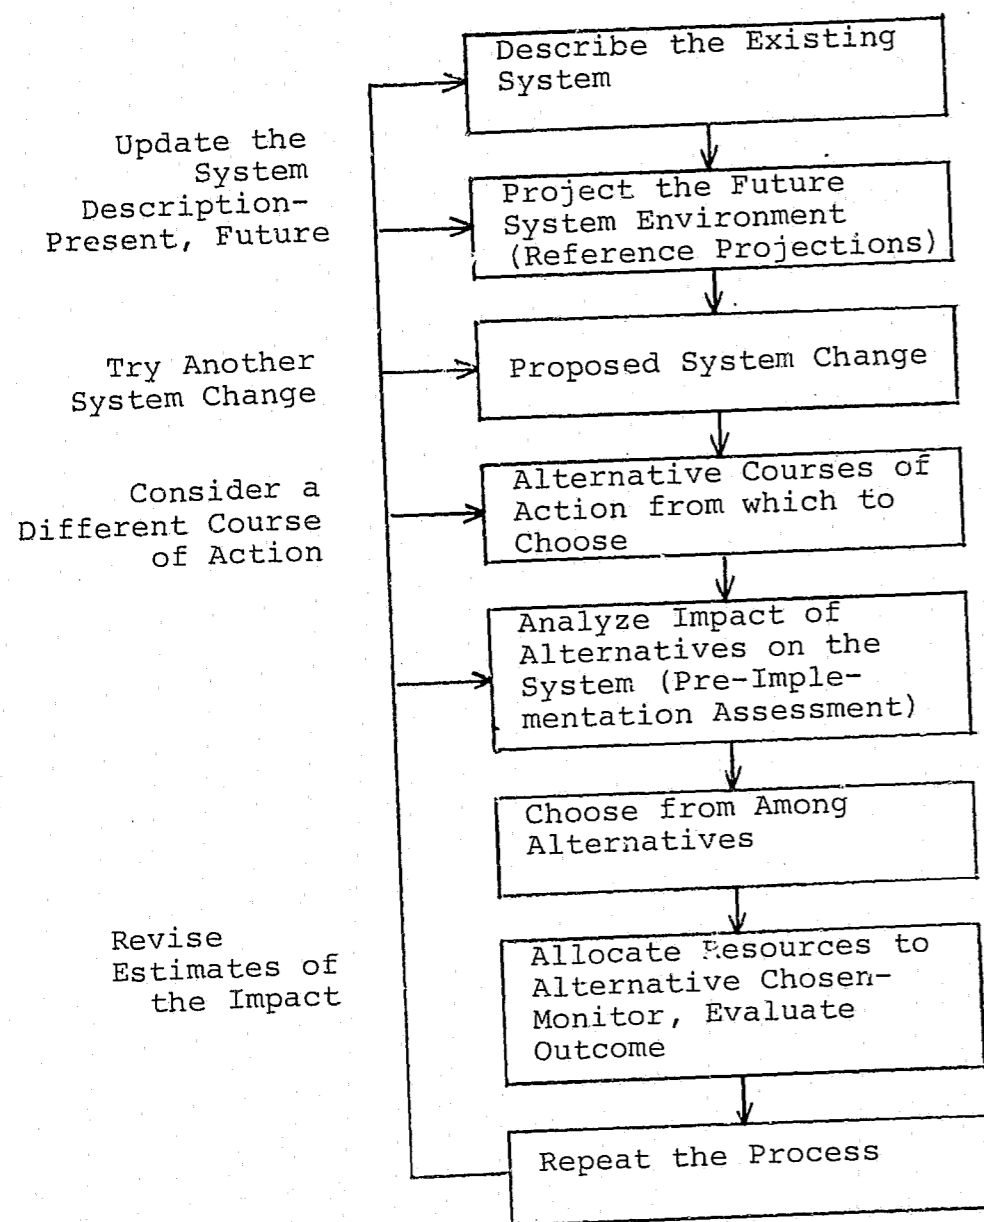 Describe the Existing
System
Update the
System
Description-
Present, Future
Project the Future
System Environment
(Reference Projections)
Try Another
System Change
Proposed System Change
Consider a
Different Course
of Action
Alternative Courses of
Action from which to
Choose
Analyze Impact of
Alternatives on the
System (Pre-Imple-
mentation Assessment)
Choose from Among
Alternatives
Revise
Estimates of
the Impact
Allocate Resources to
Alternative Chosen-
Monitor, Evaluate
Outcome
Repeat the Process